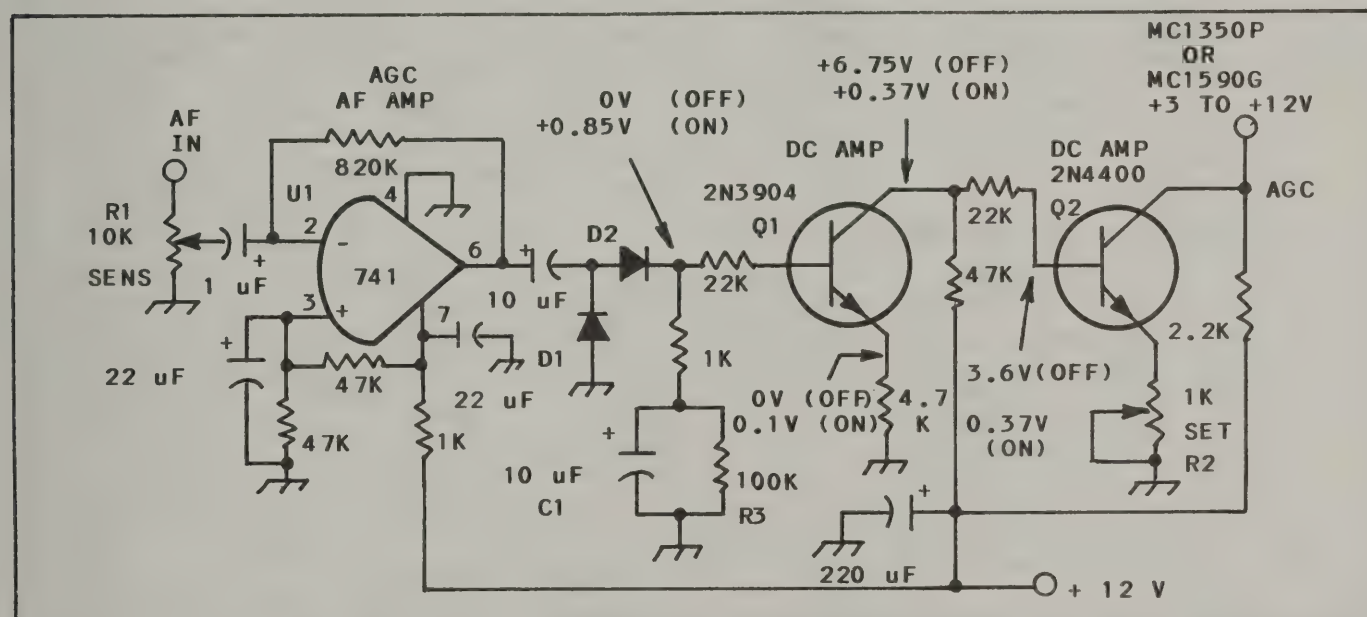 MC1350P
OR
MC1590G
+3 TO +12V
+6.75V (OFF)
+0.37V (ON)
AGC
AF AMP
0V (OFF)
+0.85V (ON)
AF
IN
820K
DC AMP
DC AMP
2N4400
AGC
U1
4
2N3904
Q1
Q2
R1
10K
SENS
2
-
741
6
D2
22K
22K
+
1 uF
3
+
7
+
10 uF
47K
2.2K
+
22 uF
47K
22 uF
D1
1K
3.6V(OFF)
0V (OFF)
0.1V (ON)
4.7
K
0.37V
(ON)
1K
SET
R2
47K
1K
+
10 uF
C1
100K
R3
+
220 uF
+ 12 V